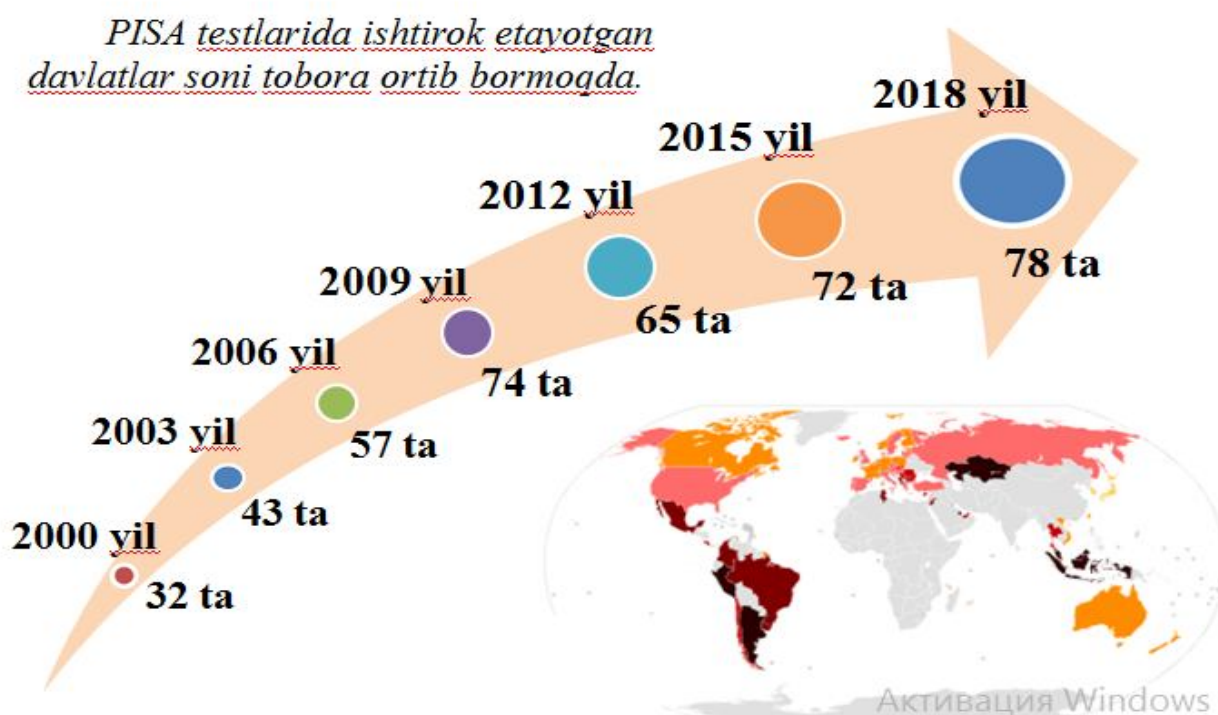 PISA testlarida ishtirok etayotgan
davlatlar soni tobora ortib bormoqda.
2000 yil
32 ta
2003 yil
43 ta
2006 yil
57 ta
2009 yil
74 ta
2012 yil
65 ta
2015 yil
72 ta
2018 yil
78 ta
Активация Windows